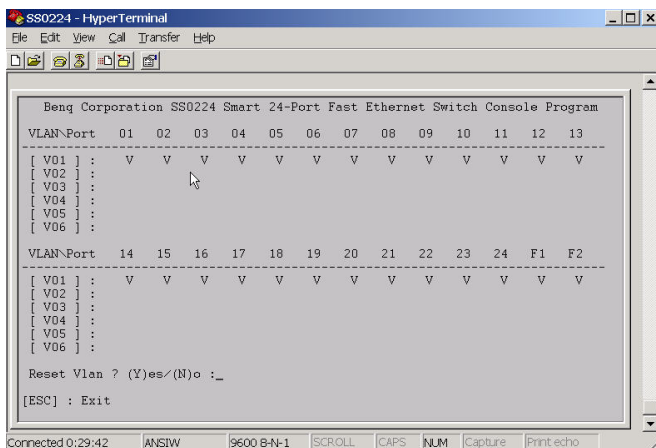 SS0224 - HyperTerminal
File Edit View Call Transfer Help
Benq Corporation SS0224 Smart 24-Port Fast Ethernet Switch Console Program
VLAN\Port 01 02 03 04 05 06 07 08 09 10 11 12 13
[ V01 ] : V V V V V V V V V V V V V
[ V02 ] :
[ V03 ] :
[ V04 ] :
[ V05 ] :
[ V06 ] :
VLAN\Port 14 15 16 17 18 19 20 21 22 23 24 F1 F2
[ V01 ] : V V V V V V V V V V V V V
[ V02 ] :
[ V03 ] :
[ V04 ] :
[ V05 ] :
[ V06 ] :
Reset Vlan ? (Y)es/(N)o :_
[ESC] : Exit
Connected 0:29:42 ANSIW 9600 8-N-1 SCROLL CAPS NUM Capture Print echo